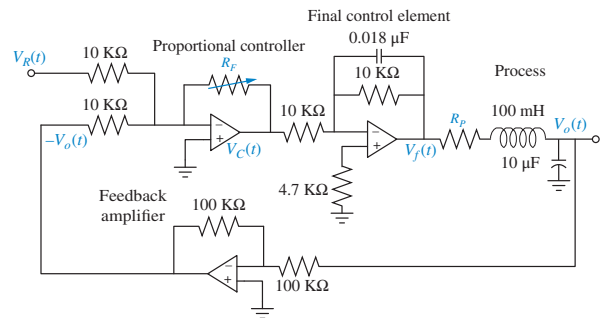 Final control element
0.018 μF
10 KΩ
Proportional controller
R_F
V_R(t)
10 KΩ
Process
10 KΩ
10 KΩ
R_P
100 mH
V_o(t)
−V_o(t)
−
+
V_C(t)
−
+
V_f(t)
10 μF
4.7 KΩ
Feedback
amplifier
100 KΩ
−
+
100 KΩ